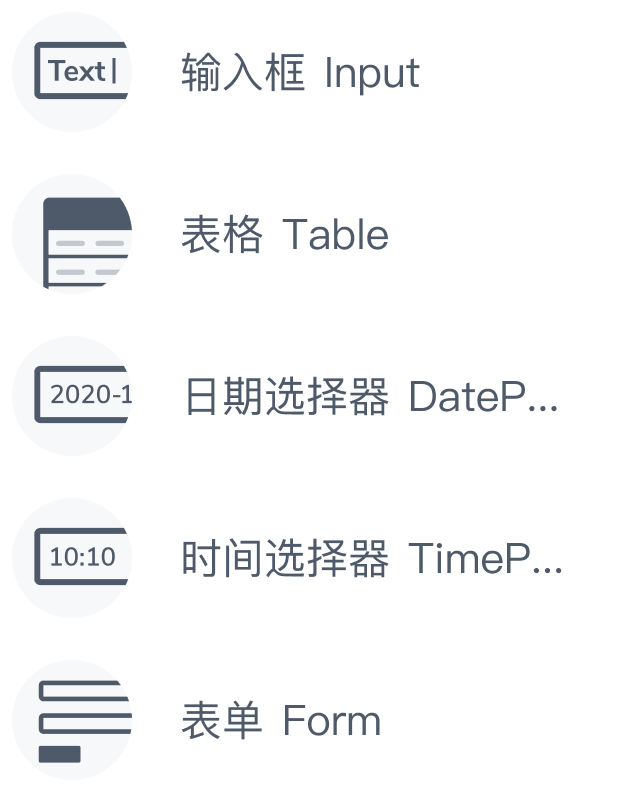 Text|
输入框 Input
表格 Table
2020-1
日期选择器 DateP...
10:10
时间选择器 TimeP...
表单 Form